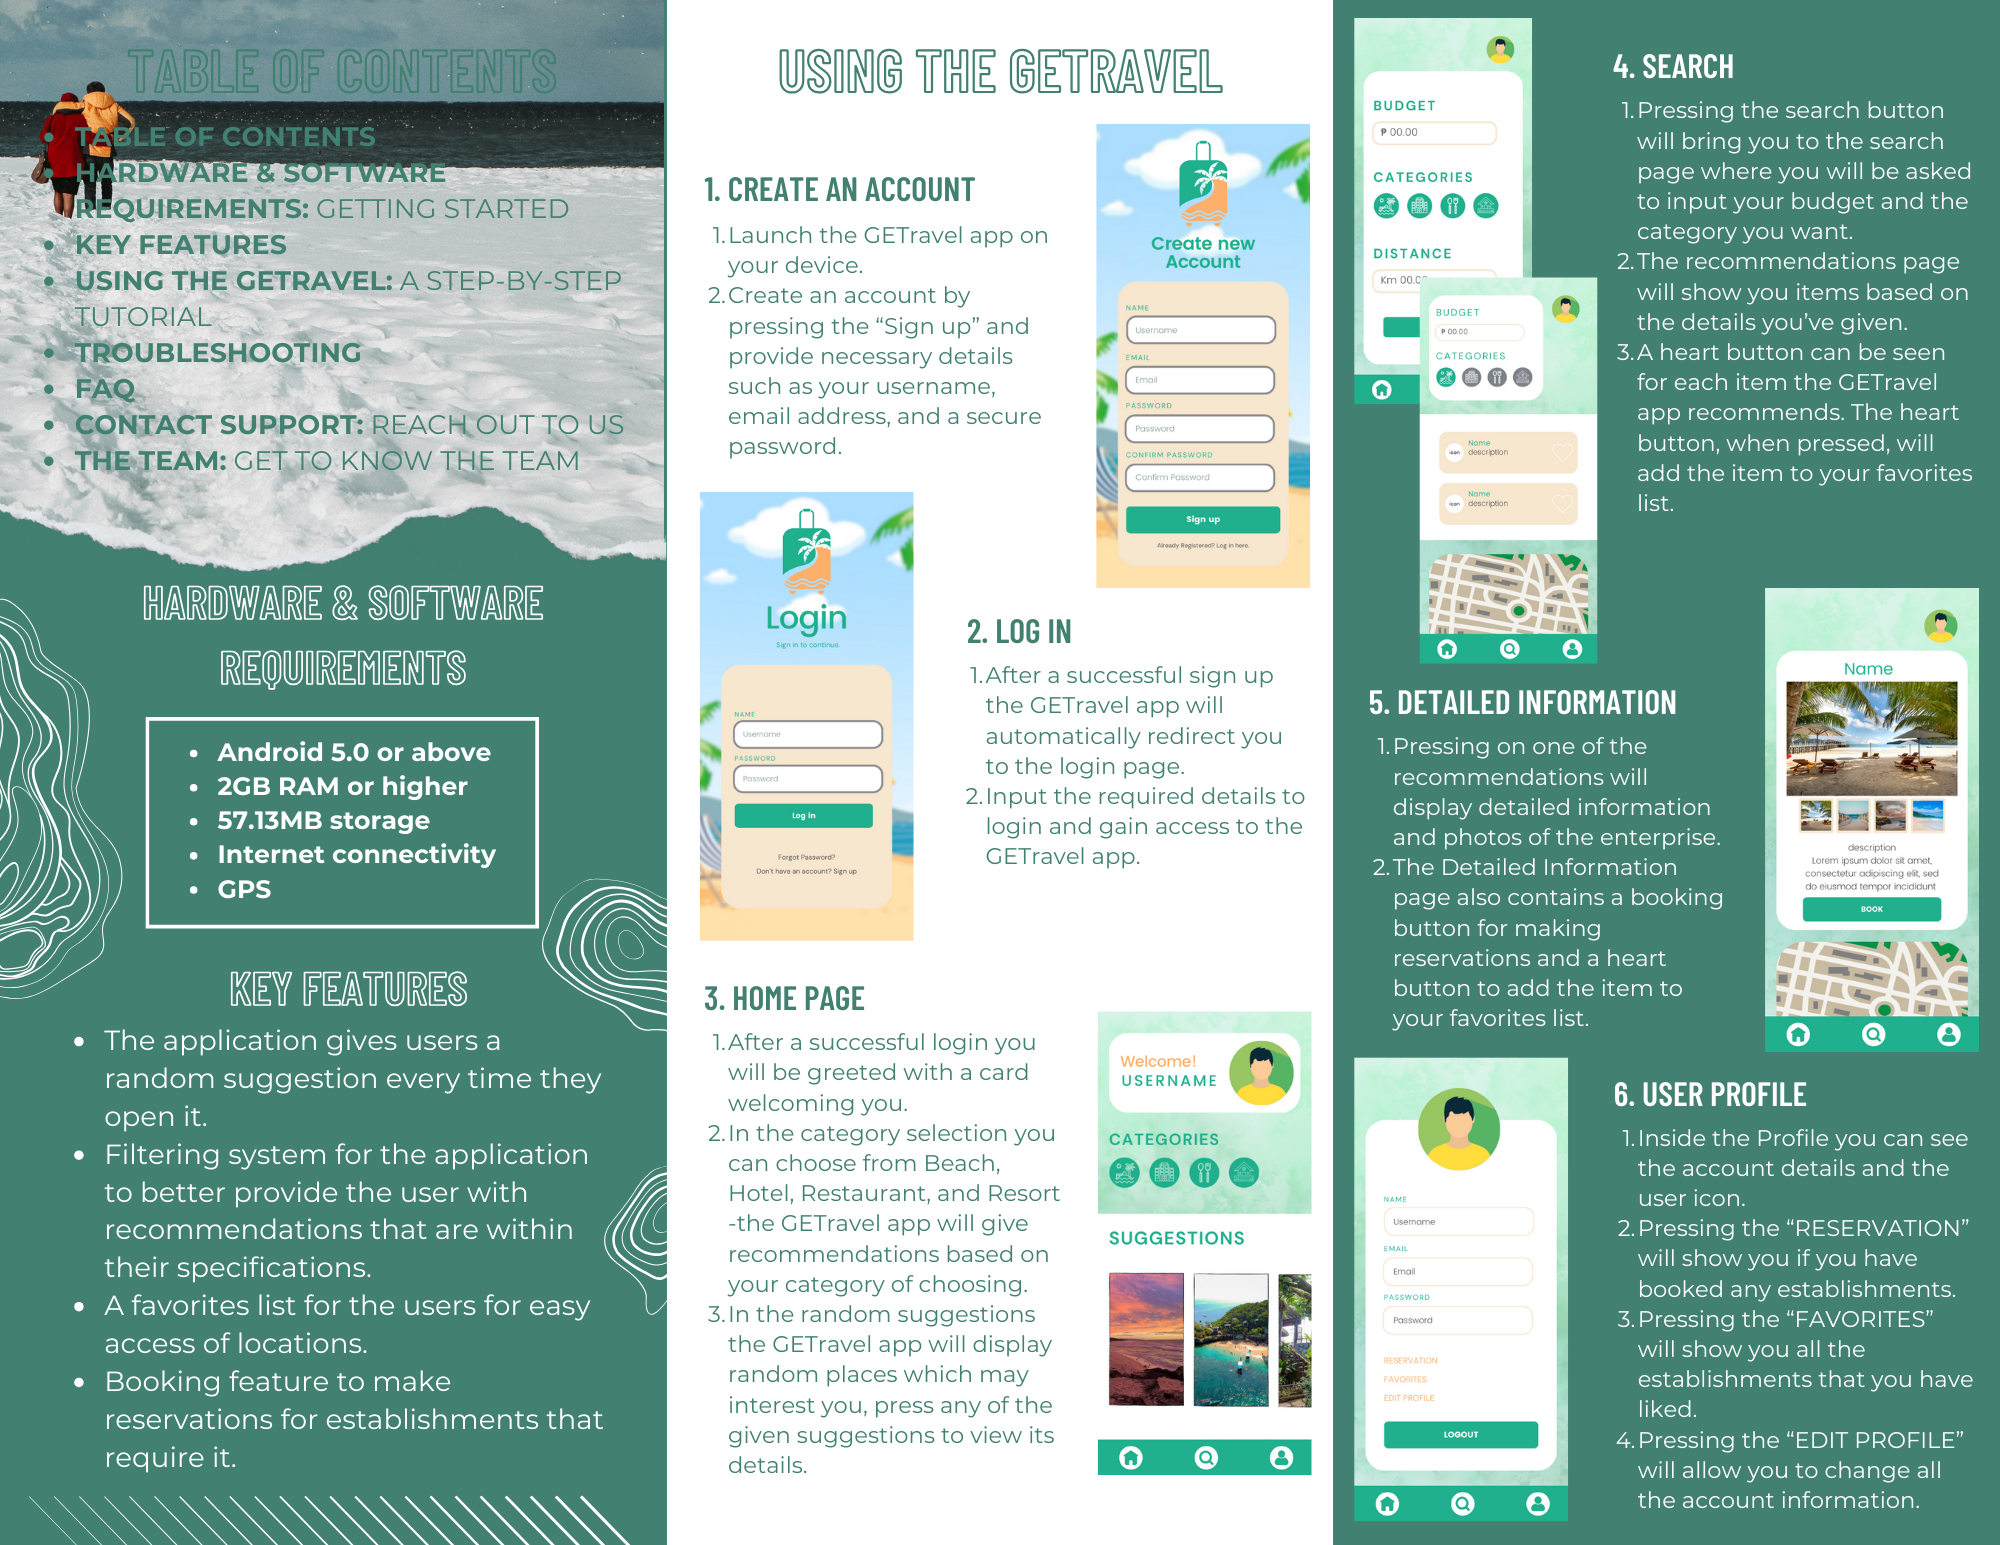 TABLE OF CONTENTS
TABLE OF CONTENTS
HARDWARE & SOFTWARE
REQUIREMENTS: GETTING STARTED
KEY FEATURES
USING THE GETRAVEL: A STEP-BY-STEP
TUTORIAL
TROUBLESHOOTING
FAQ
CONTACT SUPPORT: REACH OUT TO US
THE TEAM: GET TO KNOW THE TEAM
HARDWARE & SOFTWARE
REQUIREMENTS
Android 5.0 or above
2GB RAM or higher
57.13MB storage
Internet connectivity
GPS
KEY FEATURES
The application gives users a
random suggestion every time they
open it.
Filtering system for the application
to better provide the user with
recommendations that are within
their specifications.
A favorites list for the users for easy
access of locations.
Booking feature to make
reservations for establishments that
require it.
USING THE GETRAVEL
1. CREATE AN ACCOUNT
1. Launch the GETravel app on
your device.
2. Create an account by
pressing the “Sign up” and
provide necessary details
such as your username,
email address, and a secure
password.
Create new
Account
NAME
Username
EMAIL
Email
PASSWORD
Password
CONFIRM PASSWORD
Confirm Password
Sign up
Already Registered? Log in here.
Login
Sign in to continue.
NAME
Username
PASSWORD
Password
Log in
Forgot Password?
Don't have an account? Sign up
2. LOG IN
1. After a successful sign up
the GETravel app will
automatically redirect you
to the login page.
2. Input the required details to
login and gain access to the
GETravel app.
3. HOME PAGE
1. After a successful login you
will be greeted with a card
welcoming you.
2. In the category selection you
can choose from Beach,
Hotel, Restaurant, and Resort
-the GETravel app will give
recommendations based on
your category of choosing.
3. In the random suggestions
the GETravel app will display
random places which may
interest you, press any of the
given suggestions to view its
details.
Welcome!
USERNAME
CATEGORIES
SUGGESTIONS
BUDGET
₱ 00.00
CATEGORIES
DISTANCE
Km 00.0
BUDGET
₱ 00.00
CATEGORIES
icon
Name
description
icon
Name
description
4. SEARCH
1. Pressing the search button
will bring you to the search
page where you will be asked
to input your budget and the
category you want.
2. The recommendations page
will show you items based on
the details you’ve given.
3. A heart button can be seen
for each item the GETravel
app recommends. The heart
button, when pressed, will
add the item to your favorites
list.
5. DETAILED INFORMATION
1. Pressing on one of the
recommendations will
display detailed information
and photos of the enterprise.
2. The Detailed Information
page also contains a booking
button for making
reservations and a heart
button to add the item to
your favorites list.
Name
description
Lorem ipsum dolor sit amet,
consectetur adipiscing elit, sed
do eiusmod tempor incididunt
BOOK
NAME
Username
EMAIL
Email
PASSWORD
Password
RESERVATION
FAVORITES
EDIT PROFILE
LOGOUT
6. USER PROFILE
1. Inside the Profile you can see
the account details and the
user icon.
2. Pressing the “RESERVATION”
will show you if you have
booked any establishments.
3. Pressing the “FAVORITES”
will show you all the
establishments that you have
liked.
4. Pressing the “EDIT PROFILE”
will allow you to change all
the account information.